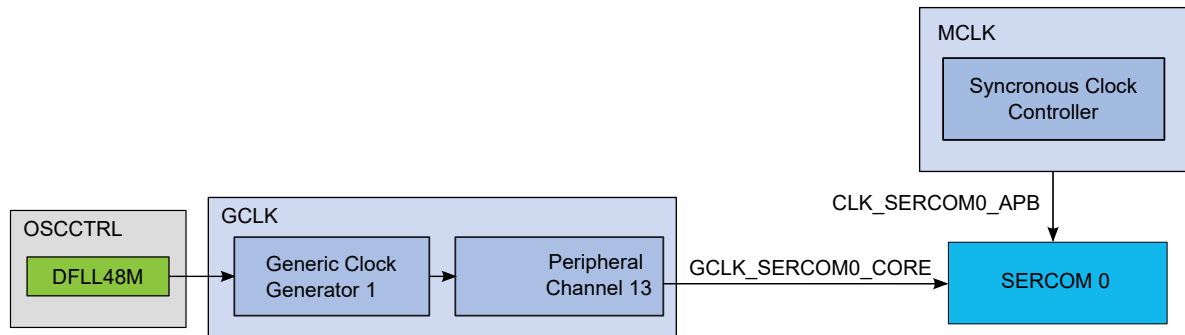 MCLK
Syncronous Clock
Controller
CLK_SERCOM0_APB
OSCCTRL
DFLL48M
GCLK
Generic Clock
Generator 1
Peripheral
Channel 13
GCLK_SERCOM0_CORE
SERCOM 0